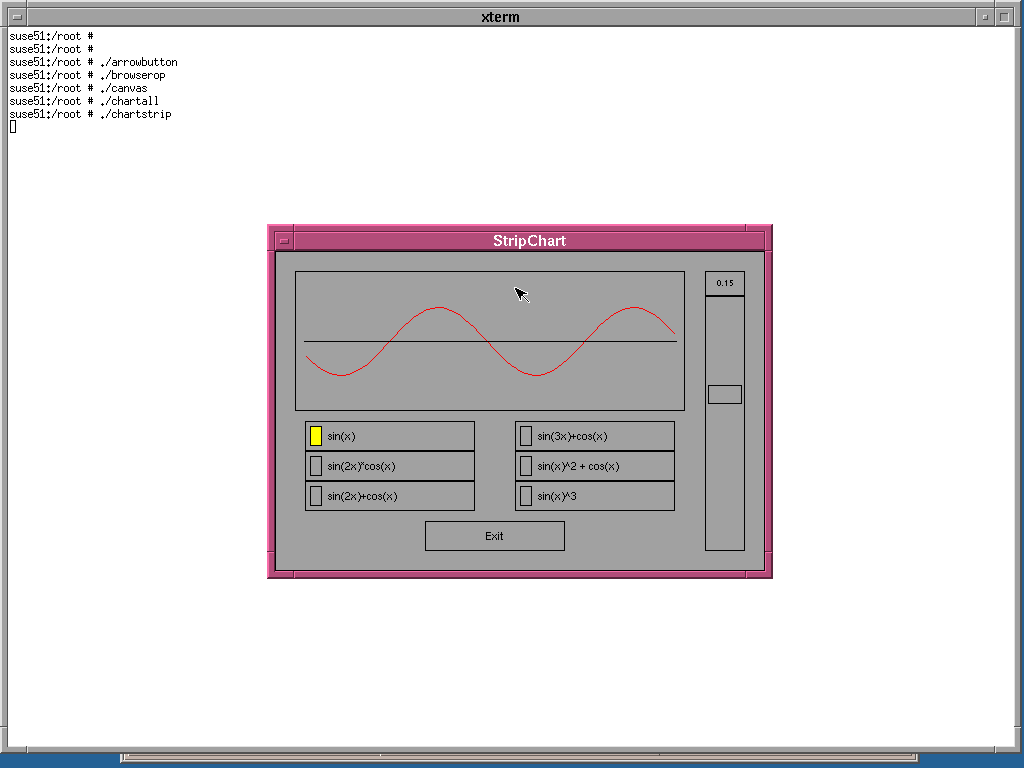 xterm
suse51:/root #
suse51:/root #
suse51:/root # ./arrowbutton
suse51:/root # ./browserop
suse51:/root # ./canvas
suse51:/root # ./chartall
suse51:/root # ./chartstrip
StripChart
0.15
sin(x)
sin(3x)+cos(x)
sin(2x)*cos(x)
sin(x)^2 + cos(x)
sin(2x)+cos(x)
sin(x)^3
Exit